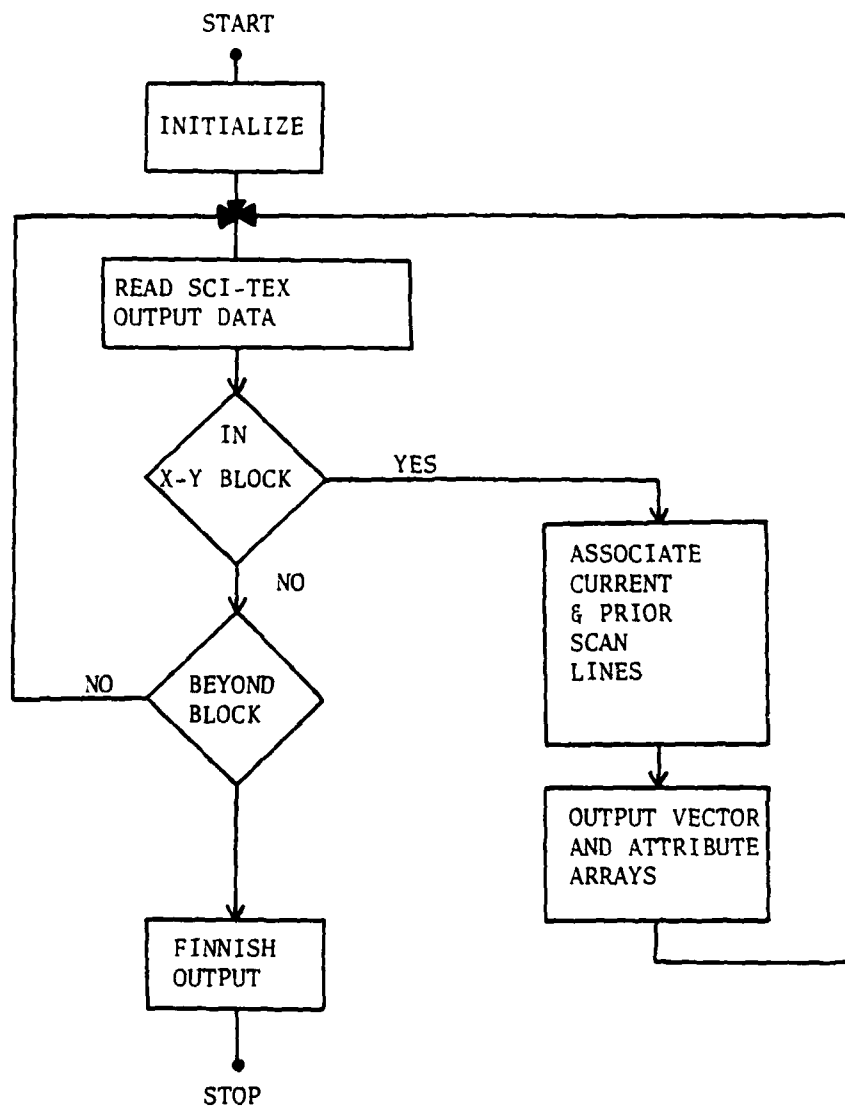 START
INITIALIZE
READ SCI-TEX
OUTPUT DATA
IN
X-Y BLOCK
YES
NO
ASSOCIATE
CURRENT
& PRIOR
SCAN
LINES
NO
BEYOND
BLOCK
OUTPUT VECTOR
AND ATTRIBUTE
ARRAYS
FINNISH
OUTPUT
STOP